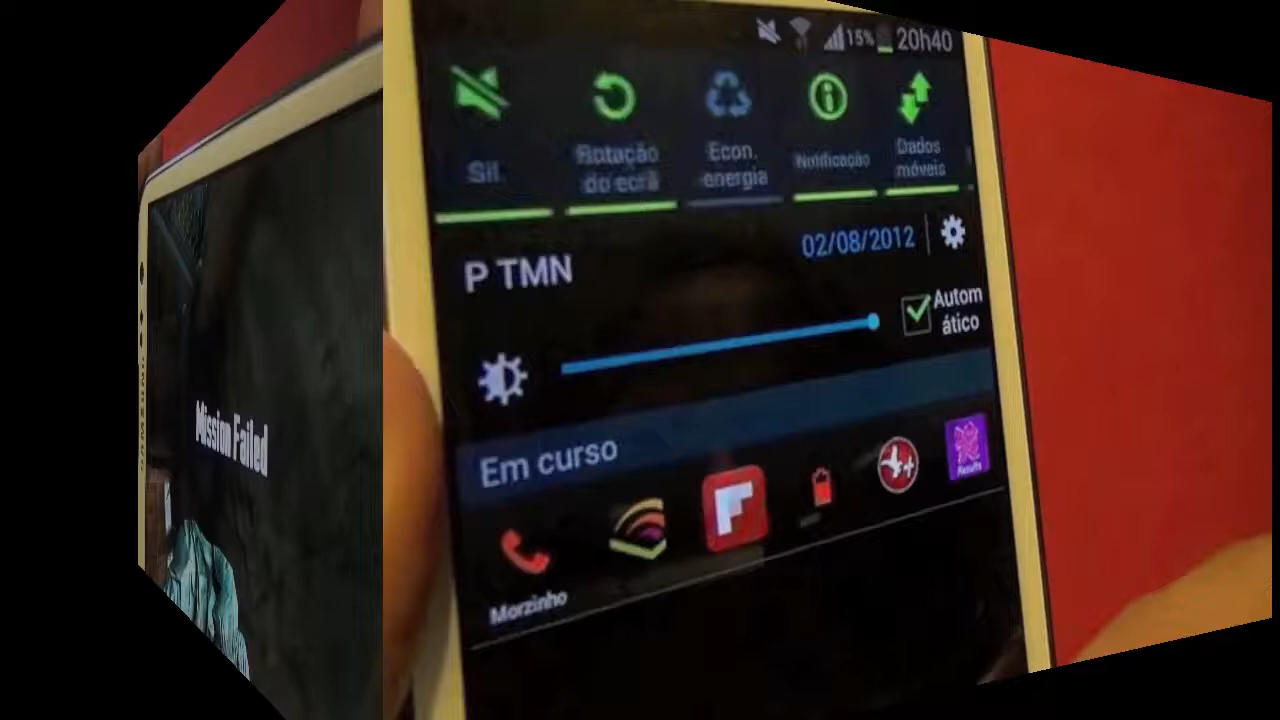 Mission Failed
15% 20h40
Sil.
Rotação do ecrã
Econ. energia
Notificação
Dados móveis
P TMN
02/08/2012
Autom ático
Em curso
Results
Morzinho